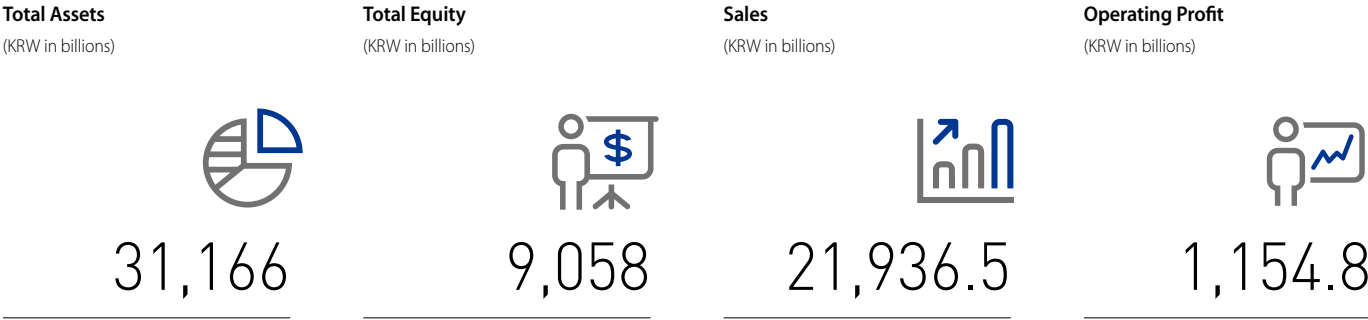 Total Assets
(KRW in billions)
31,166
Total Equity
(KRW in billions)
$
9,058
Sales
(KRW in billions)
21,936.5
Operating Profit
(KRW in billions)
1,154.8